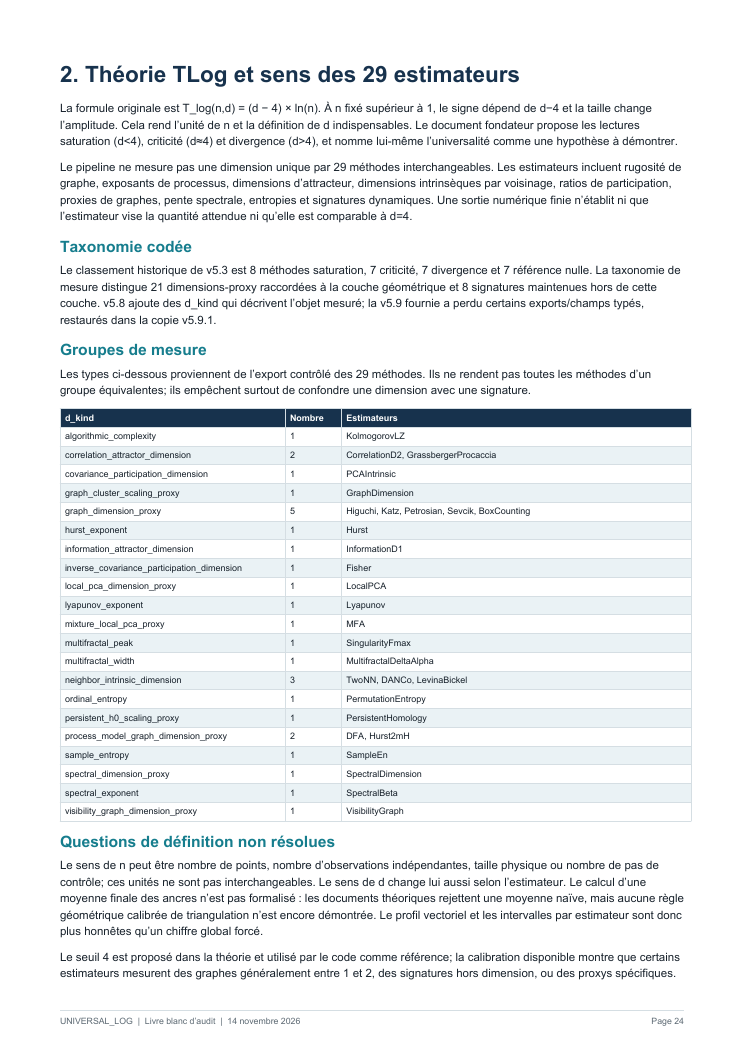 2. Théorie TLog et sens des 29 estimateurs
La formule originale est T_log(n,d) = (d − 4) × ln(n). À n fixé supérieur à 1, le signe dépend de d−4 et la taille change
l’amplitude. Cela rend l’unité de n et la définition de d indispensables. Le document fondateur propose les lectures
saturation (d<4), criticité (d≈4) et divergence (d>4), et nomme lui-même l’universalité comme une hypothèse à démontrer.
Le pipeline ne mesure pas une dimension unique par 29 méthodes interchangeables. Les estimateurs incluent rugosité de
graphe, exposants de processus, dimensions d’attracteur, dimensions intrinsèques par voisinage, ratios de participation,
proxies de graphes, pente spectrale, entropies et signatures dynamiques. Une sortie numérique finie n’établit ni que
l’estimateur vise la quantité attendue ni qu’elle est comparable à d=4.
Taxonomie codée
Le classement historique de v5.3 est 8 méthodes saturation, 7 criticité, 7 divergence et 7 référence nulle. La taxonomie de
mesure distingue 21 dimensions-proxy raccordées à la couche géométrique et 8 signatures maintenues hors de cette
couche. v5.8 ajoute des d_kind qui décrivent l’objet mesuré; la v5.9 fournie a perdu certains exports/champs typés,
restaurés dans la copie v5.9.1.
Groupes de mesure
Les types ci-dessous proviennent de l’export contrôlé des 29 méthodes. Ils ne rendent pas toutes les méthodes d’un
groupe équivalentes; ils empêchent surtout de confondre une dimension avec une signature.
d_kind Nombre Estimateurs
algorithmic_complexity 1 KolmogorovLZ
correlation_attractor_dimension 2 CorrelationD2, GrassbergerProcaccia
covariance_participation_dimension 1 PCAIntrinsic
graph_cluster_scaling_proxy 1 GraphDimension
graph_dimension_proxy 5 Higuchi, Katz, Petrosian, Sevcik, BoxCounting
hurst_exponent 1 Hurst
information_attractor_dimension 1 InformationD1
inverse_covariance_participation_dimension 1 Fisher
local_pca_dimension_proxy 1 LocalPCA
lyapunov_exponent 1 Lyapunov
mixture_local_pca_proxy 1 MFA
multifractal_peak 1 SingularityFmax
multifractal_width 1 MultifractalDeltaAlpha
neighbor_intrinsic_dimension 3 TwoNN, DANCo, LevinaBickel
ordinal_entropy 1 PermutationEntropy
persistent_h0_scaling_proxy 1 PersistentHomology
process_model_graph_dimension_proxy 2 DFA, Hurst2mH
sample_entropy 1 SampleEn
spectral_dimension_proxy 1 SpectralDimension
spectral_exponent 1 SpectralBeta
visibility_graph_dimension_proxy 1 VisibilityGraph
Questions de définition non résolues
Le sens de n peut être nombre de points, nombre d’observations indépendantes, taille physique ou nombre de pas de
contrôle; ces unités ne sont pas interchangeables. Le sens de d change lui aussi selon l’estimateur. Le calcul d’une
moyenne finale des ancres n’est pas formalisé : les documents théoriques rejettent une moyenne naïve, mais aucune règle
géométrique calibrée de triangulation n’est encore démontrée. Le profil vectoriel et les intervalles par estimateur sont donc
plus honnêtes qu’un chiffre global forcé.
Le seuil 4 est proposé dans la théorie et utilisé par le code comme référence; la calibration disponible montre que certains
estimateurs mesurent des graphes généralement entre 1 et 2, des signatures hors dimension, ou des proxys spécifiques.
UNIVERSAL_LOG | Livre blanc d’audit | 14 novembre 2026 Page 24